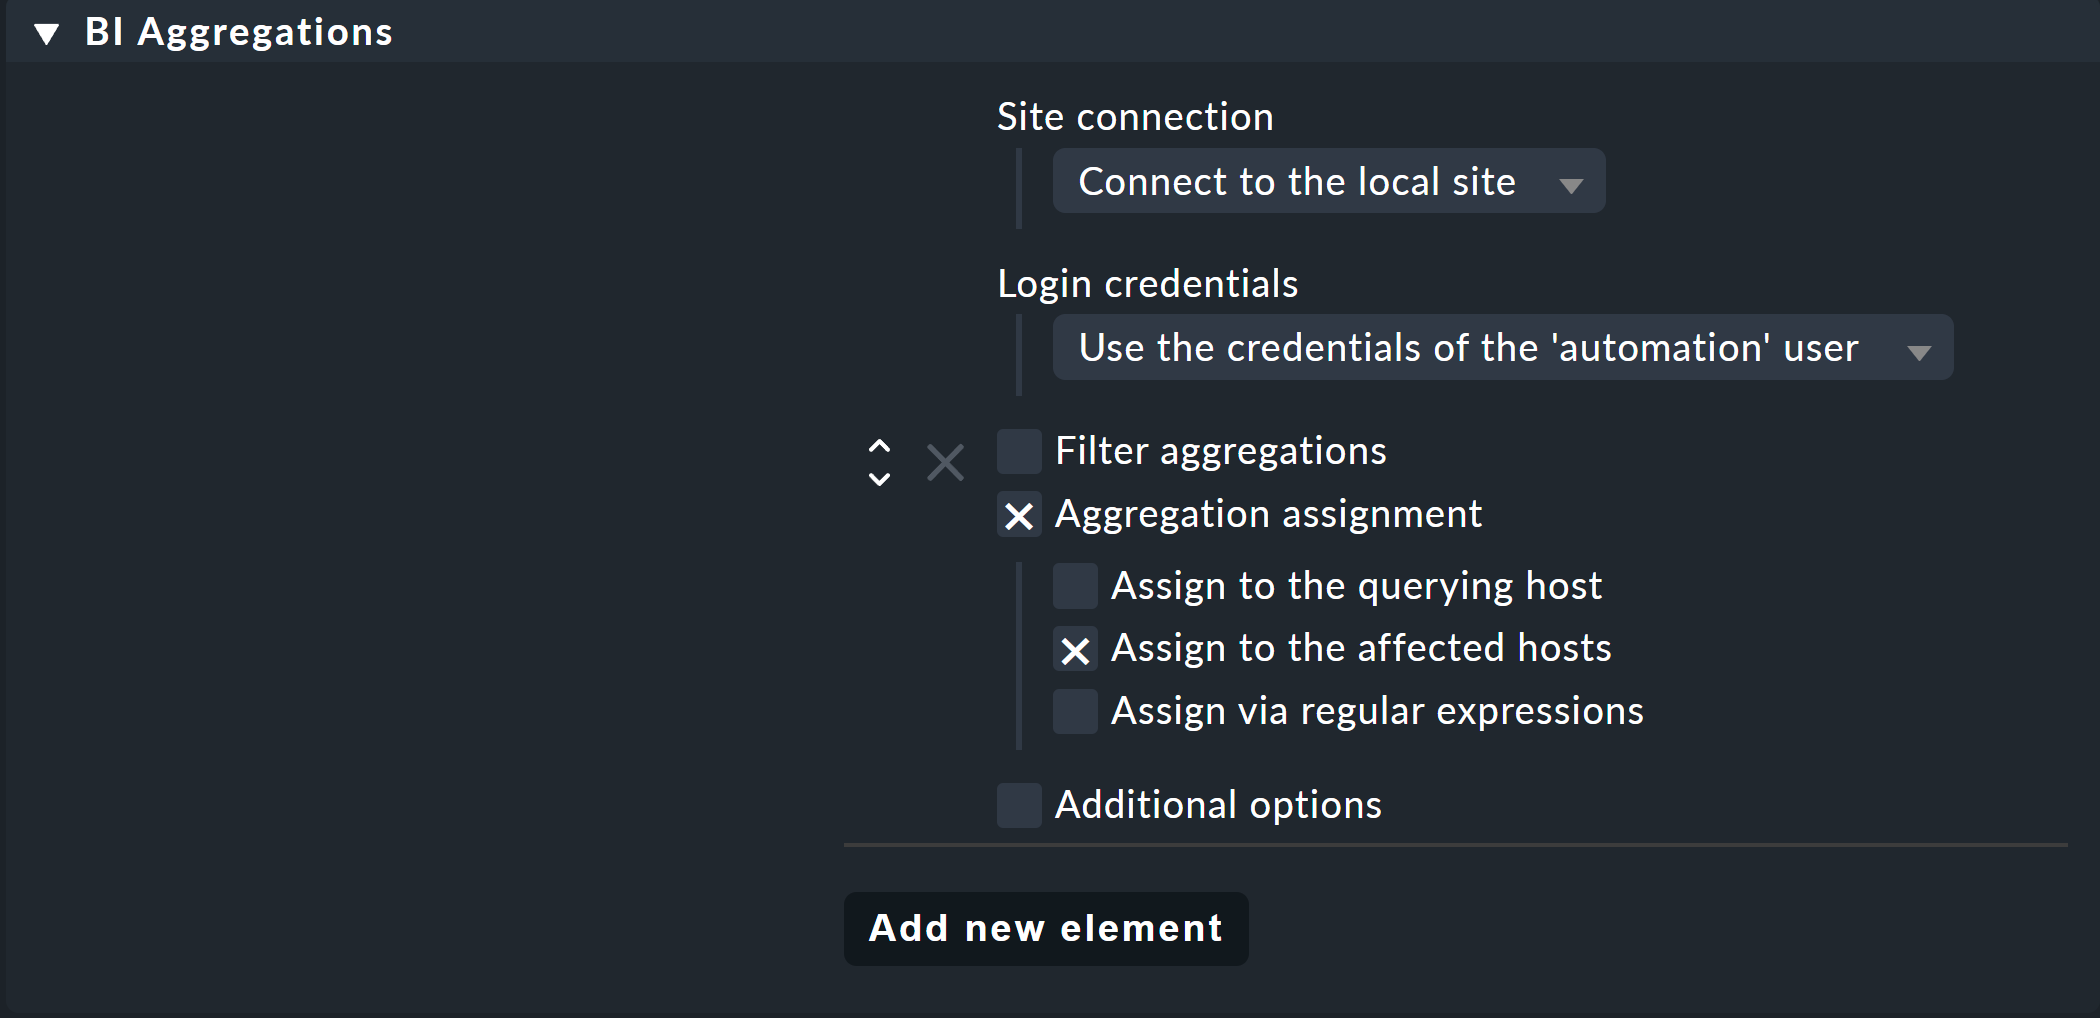 BI Aggregations
Site connection
Connect to the local site
Login credentials
Use the credentials of the 'automation' user
Filter aggregations
Aggregation assignment
Assign to the querying host
Assign to the affected hosts
Assign via regular expressions
Additional options
Add new element